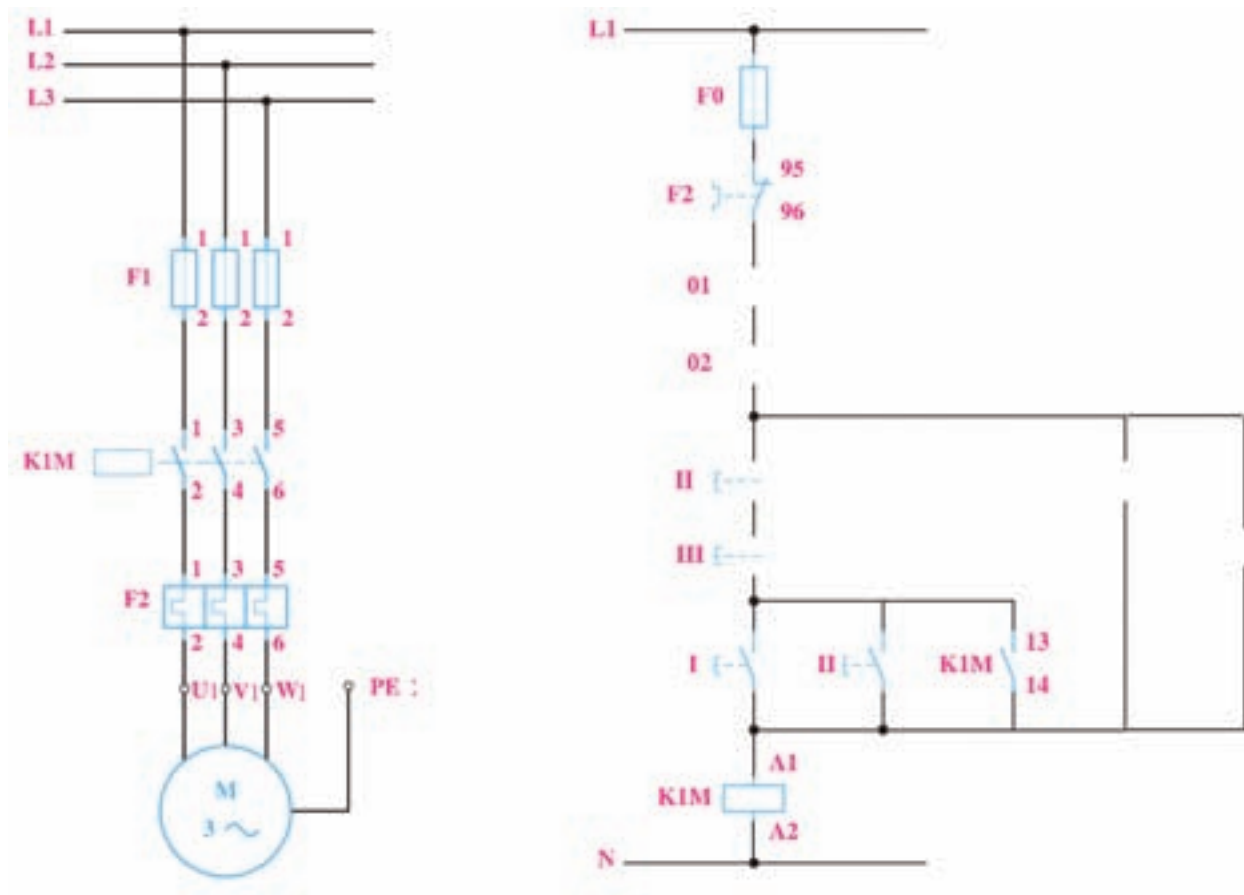 L1
L2
L3
F1
1 1 1
2 2 2
K1M
1 3 5
2 4 6
F2
1 3 5
2 4 6
U1 V1 W1 PE :
M
3 ~
L1
F0
F2
95
96
01
02
II
III
I II K1M
13
14
K1M
A1
A2
N